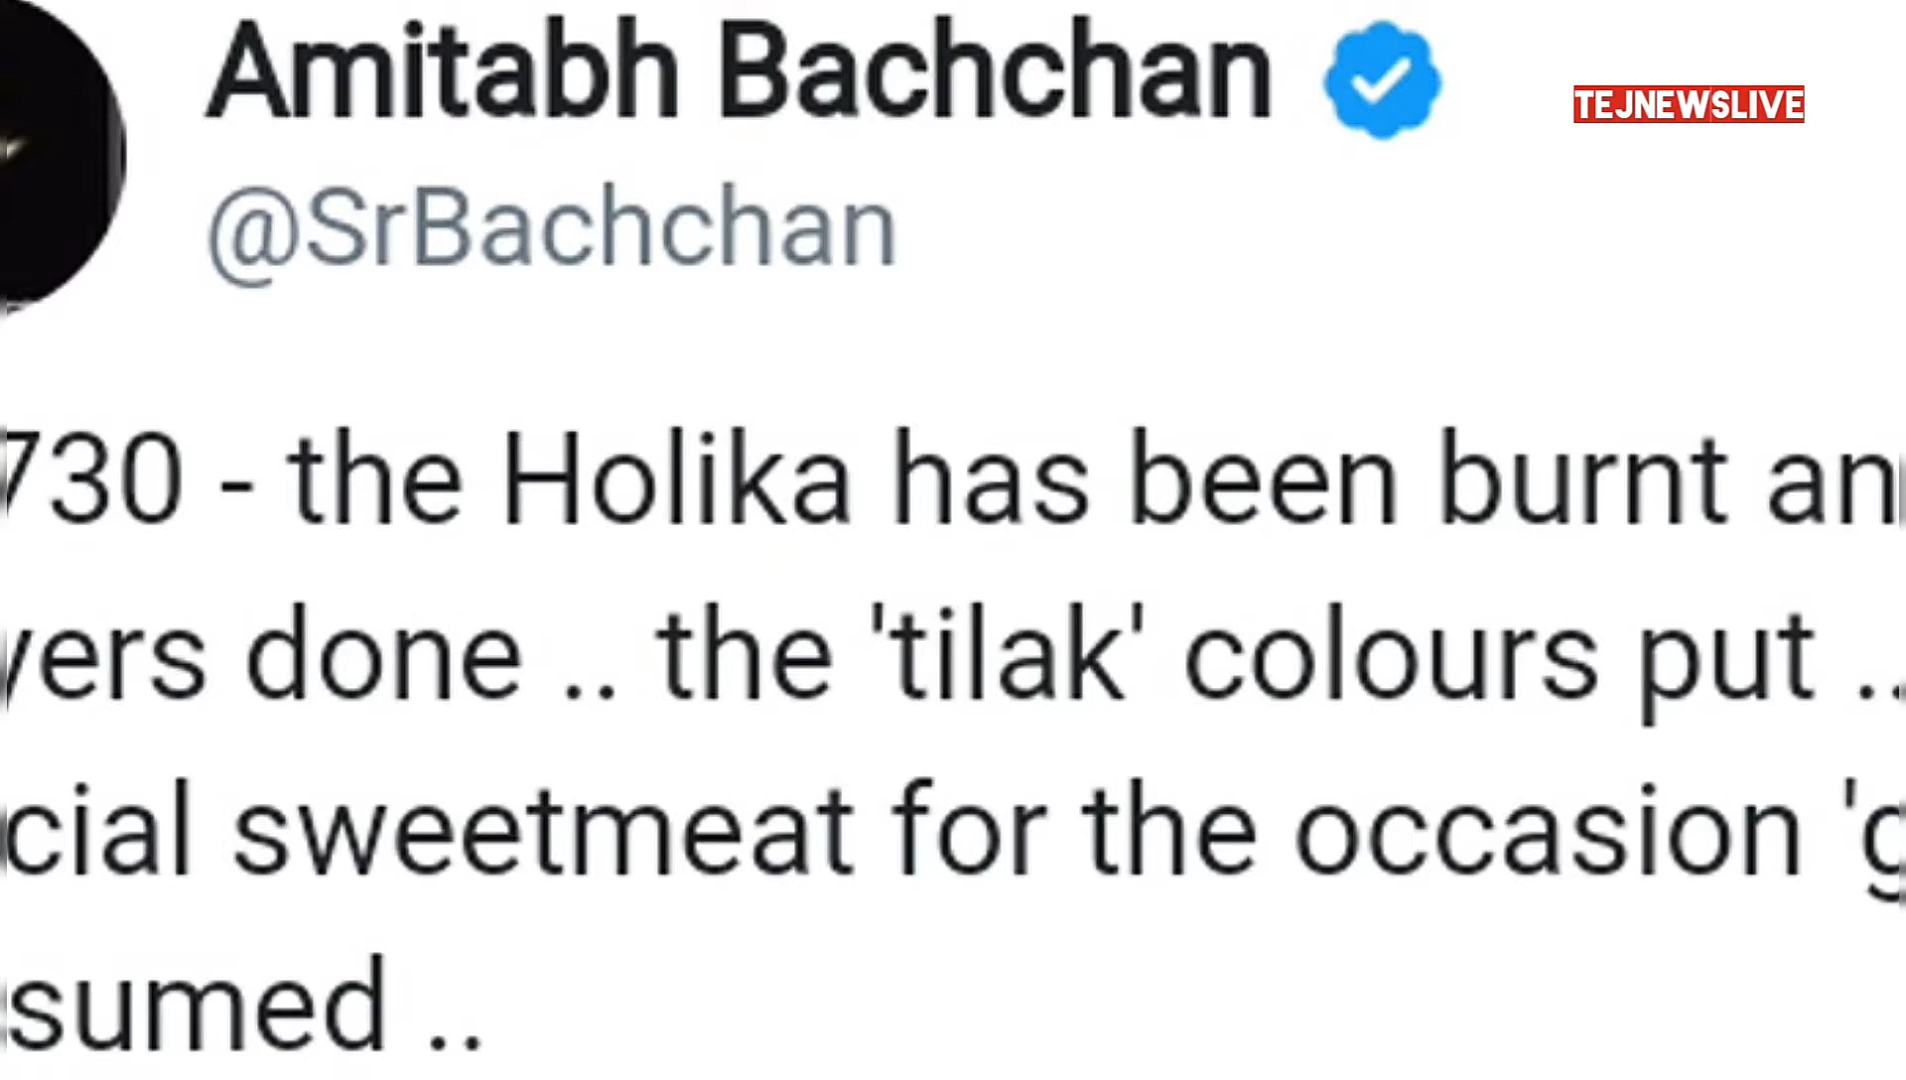 Amitabh Bachchan
TEJNEWSLIVE
@SrBachchan
730 - the Holika has been burnt an
yers done .. the 'tilak' colours put ..
cial sweetmeat for the occasion 'g
sumed ..